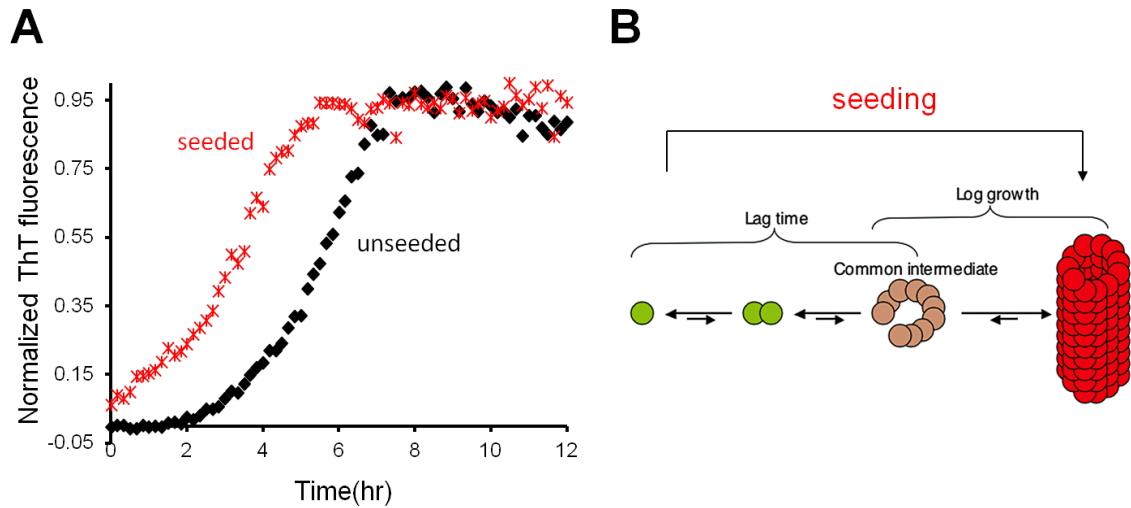 A
Normalized ThT fluorescence
0.95
0.75
0.55
0.35
0.15
-0.05
seeded
unseeded
0 2 4 6 8 10 12
Time(hr)
B
seeding
Log growth
Lag time
Common intermediate